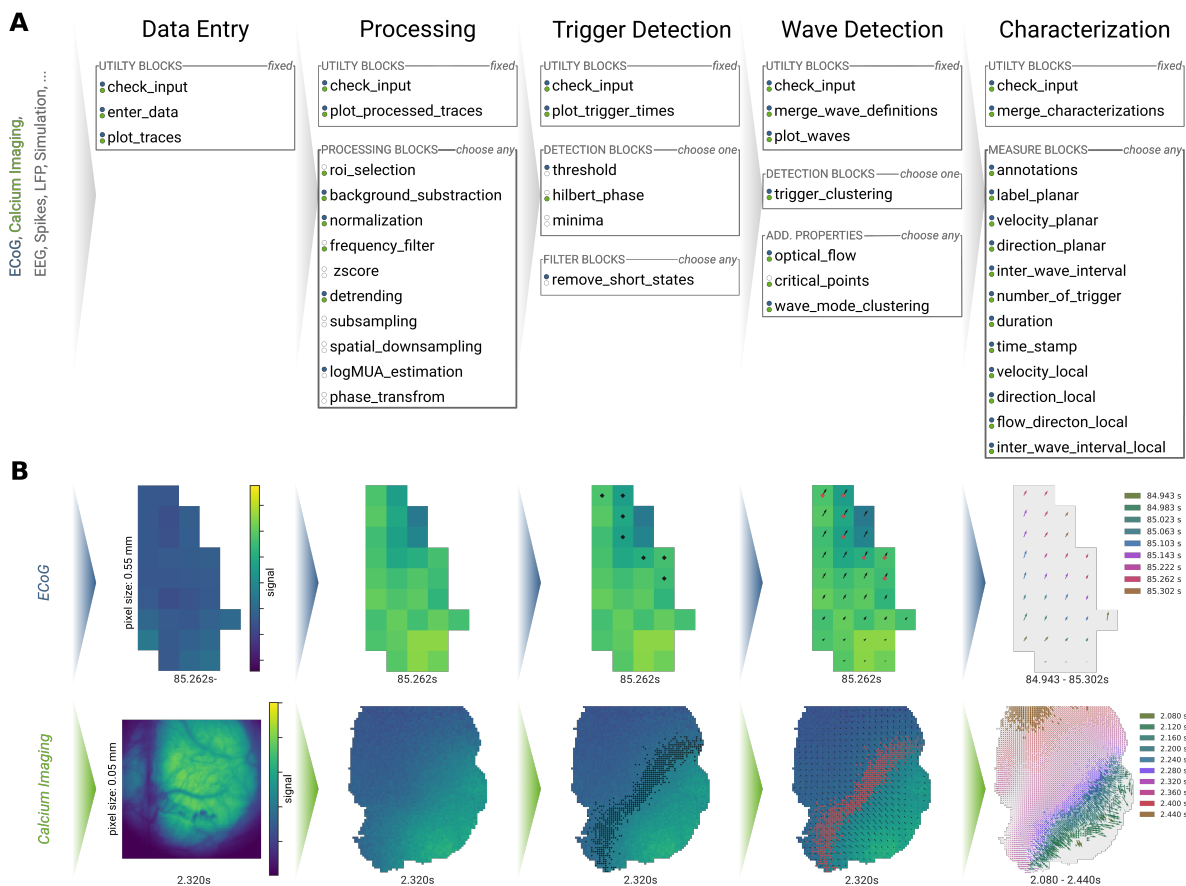 A
Data Entry
Processing
Trigger Detection
Wave Detection
Characterization
ECoG, Calcium Imaging,
EEG, Spikes, LFP, Simulation, ...
UTILTY BLOCKS fixed
check_input
enter_data
plot_traces
UTILTY BLOCKS fixed
check_input
plot_processed_traces
PROCESSING BLOCKS choose any
roi_selection
background_substraction
normalization
frequency_filter
zscore
detrending
subsampling
spatial_downsampling
logMUA_estimation
phase_transfrom
UTILTY BLOCKS fixed
check_input
plot_trigger_times
DETECTION BLOCKS choose one
threshold
hilbert_phase
minima
FILTER BLOCKS choose any
remove_short_states
UTILTY BLOCKS fixed
check_input
merge_wave_definitions
plot_waves
DETECTION BLOCKS choose one
trigger_clustering
ADD. PROPERTIES choose any
optical_flow
critical_points
wave_mode_clustering
UTILTY BLOCKS fixed
check_input
merge_characterizations
MEASURE BLOCKS choose any
annotations
label_planar
velocity_planar
direction_planar
inter_wave_interval
number_of_trigger
duration
time_stamp
velocity_local
direction_local
flow_directon_local
inter_wave_interval_local
B
ECoG
pixel size: 0.55 mm
signal
85.262s-
85.262s
85.262s
85.262s
84.943 - 85.302s
84.943 s
84.983 s
85.023 s
85.063 s
85.103 s
85.143 s
85.222 s
85.262 s
85.302 s
Calcium Imaging
pixel size: 0.05 mm
signal
2.320s
2.320s
2.320s
2.320s
2.080 - 2.440s
2.080 s
2.120 s
2.160 s
2.200 s
2.240 s
2.280 s
2.320 s
2.360 s
2.400 s
2.440 s